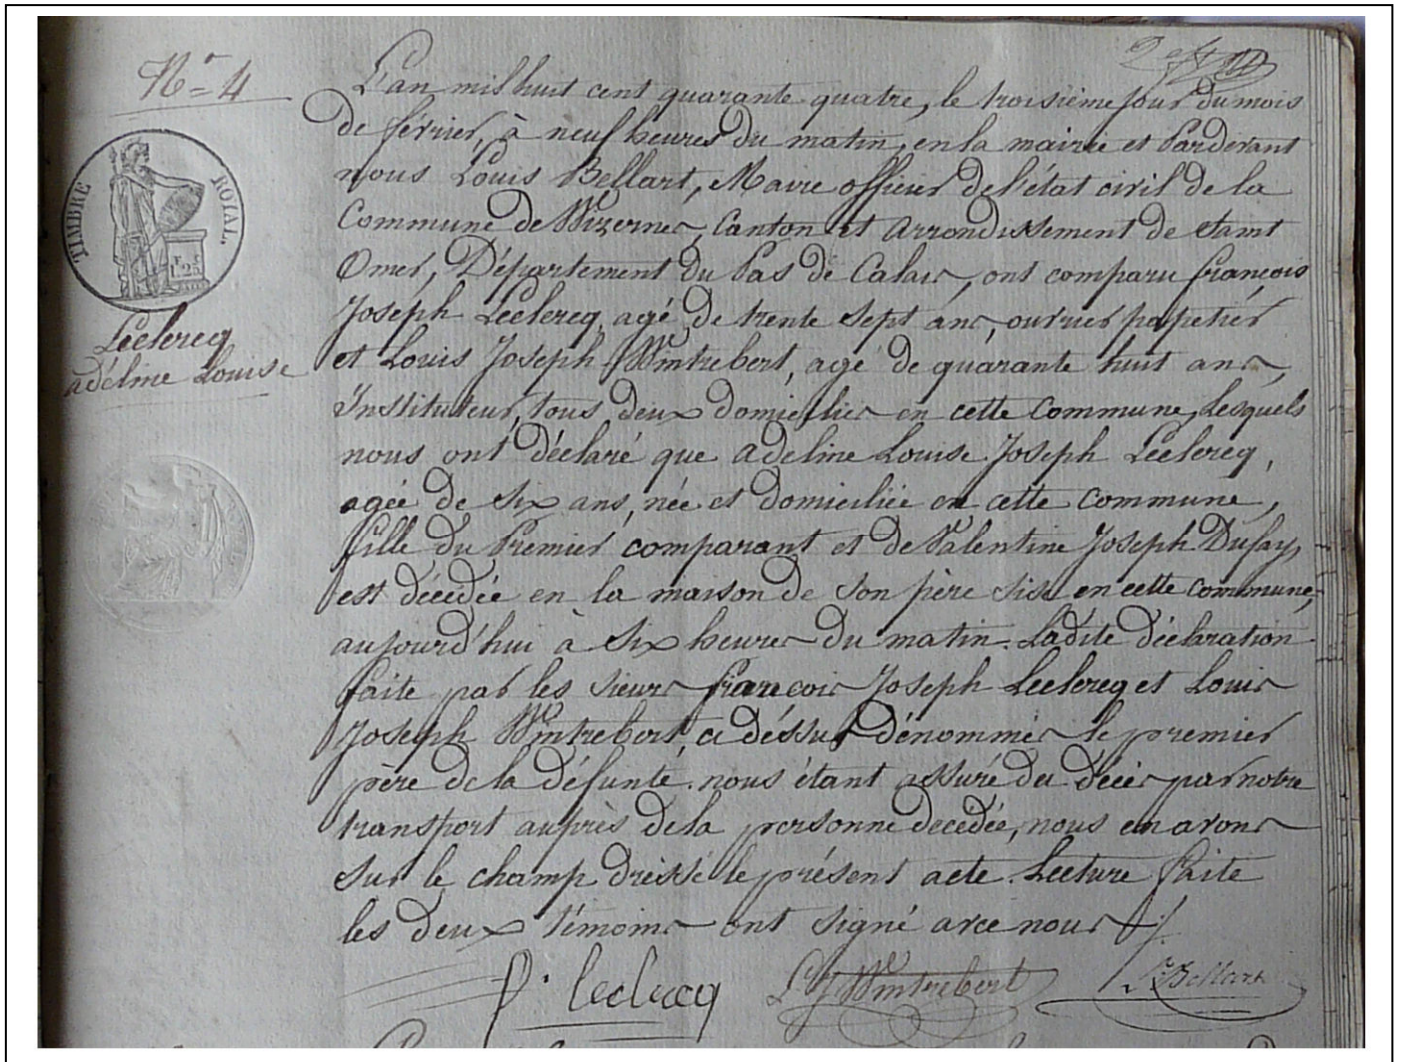 N° 4
TIMBRE ROIAL.
F. 25
Leclercq
adéline Louise
L'an mil huit cent quarante quatre, le troisième jour du mois
de février, à neuf heures du matin, en la mairie et Pardevant
nous Louis Bellart, Maire officier de l'état civil de la
Commune de Wizernes, Canton et arrondissement de Saint
Omer, Département du Pas de Calais, ont comparu françois
Joseph Leclercq, agé de trente sept ans, ouvrier papetier
et Louis Joseph Wintrebert, agé de quarante huit ans,
Instituteur, tous deux domiciliés en cette Commune, Lesquels
nous ont déclaré que adeline Louise Joseph Leclercq,
agée de six ans, née et domiciliée en cette commune,
fille du Premier comparant et de Valentine Joseph Dufay,
est décédée en la maison de son père sise en cette commune,
aujourd'hui à six heures du matin. Ladite déclaration
faite par les sieurs françois Joseph Leclercq et Louis
Joseph Wintrebert, ci déssus dénommés le premier
père de la défunte. nous étant assuré du décès par notre
transport auprès de la personne decédée, nous en avons
sur le champ dressé le présent acte. Lecture faite
les deux témoins ont signé avec nous ./.
f. leclercq L J Wintrebert L Bellart